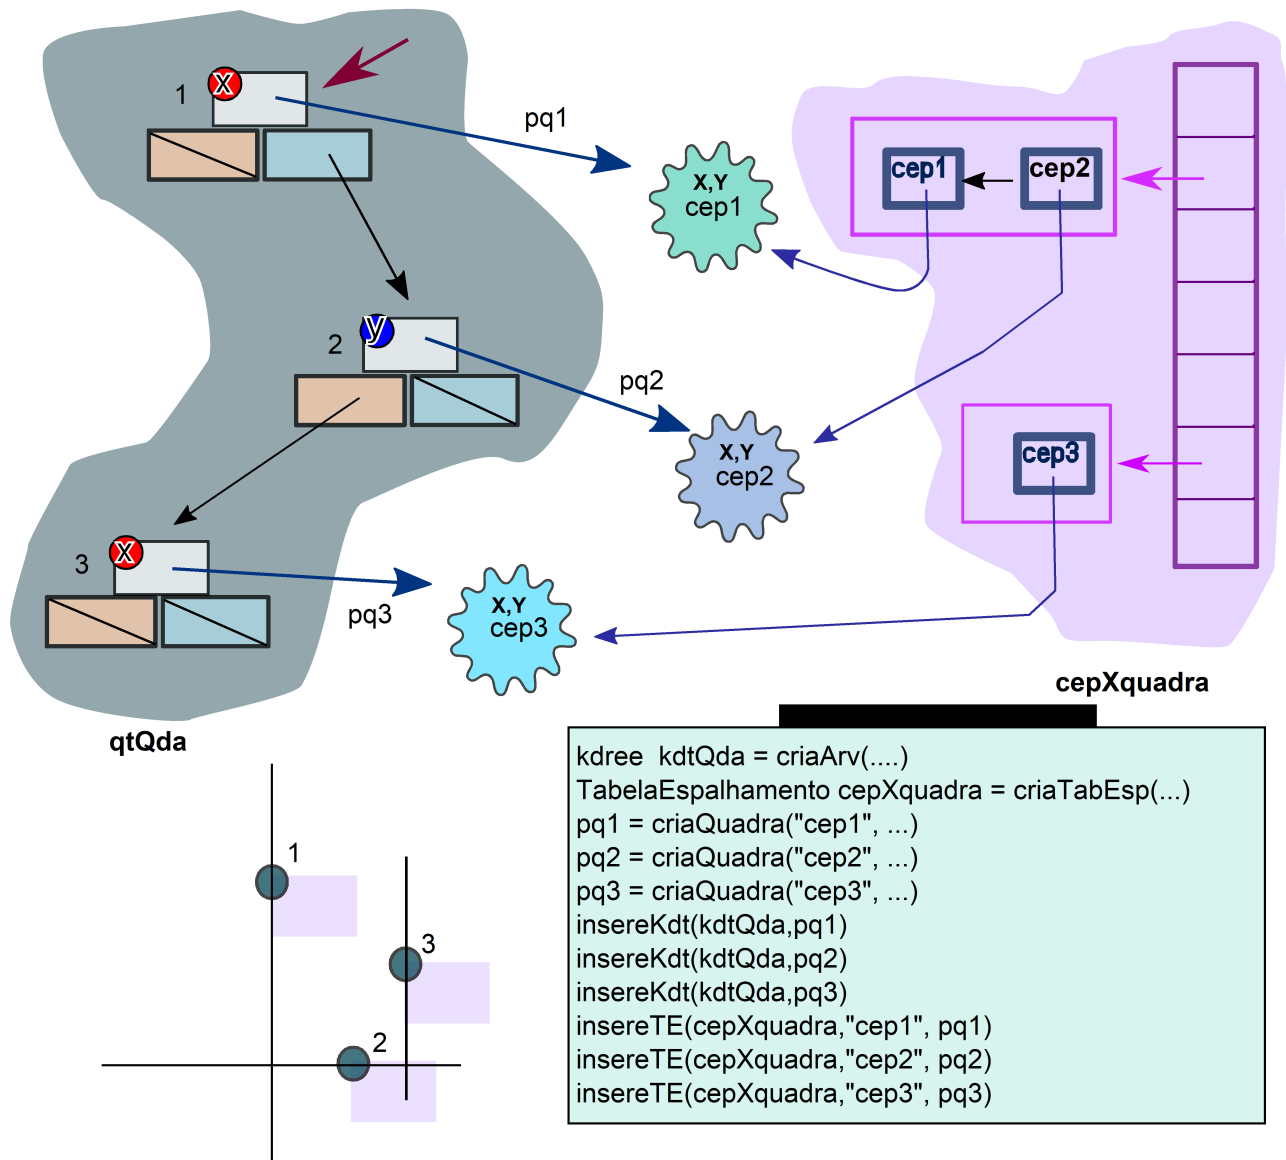 X
1
pq1
X,Y
cep1
cep1
cep2
y
2
pq2
X,Y
cep2
cep3
X
3
pq3
X,Y
cep3
qtQda
cepXquadra
1
3
2
kdree kdtQda = criaArv(....)
TabelaEspalhamento cepXquadra = criaTabEsp(...)
pq1 = criaQuadra("cep1", ...)
pq2 = criaQuadra("cep2", ...)
pq3 = criaQuadra("cep3", ...)
insereKdt(kdtQda,pq1)
insereKdt(kdtQda,pq2)
insereKdt(kdtQda,pq3)
insereTE(cepXquadra,"cep1", pq1)
insereTE(cepXquadra,"cep2", pq2)
insereTE(cepXquadra,"cep3", pq3)